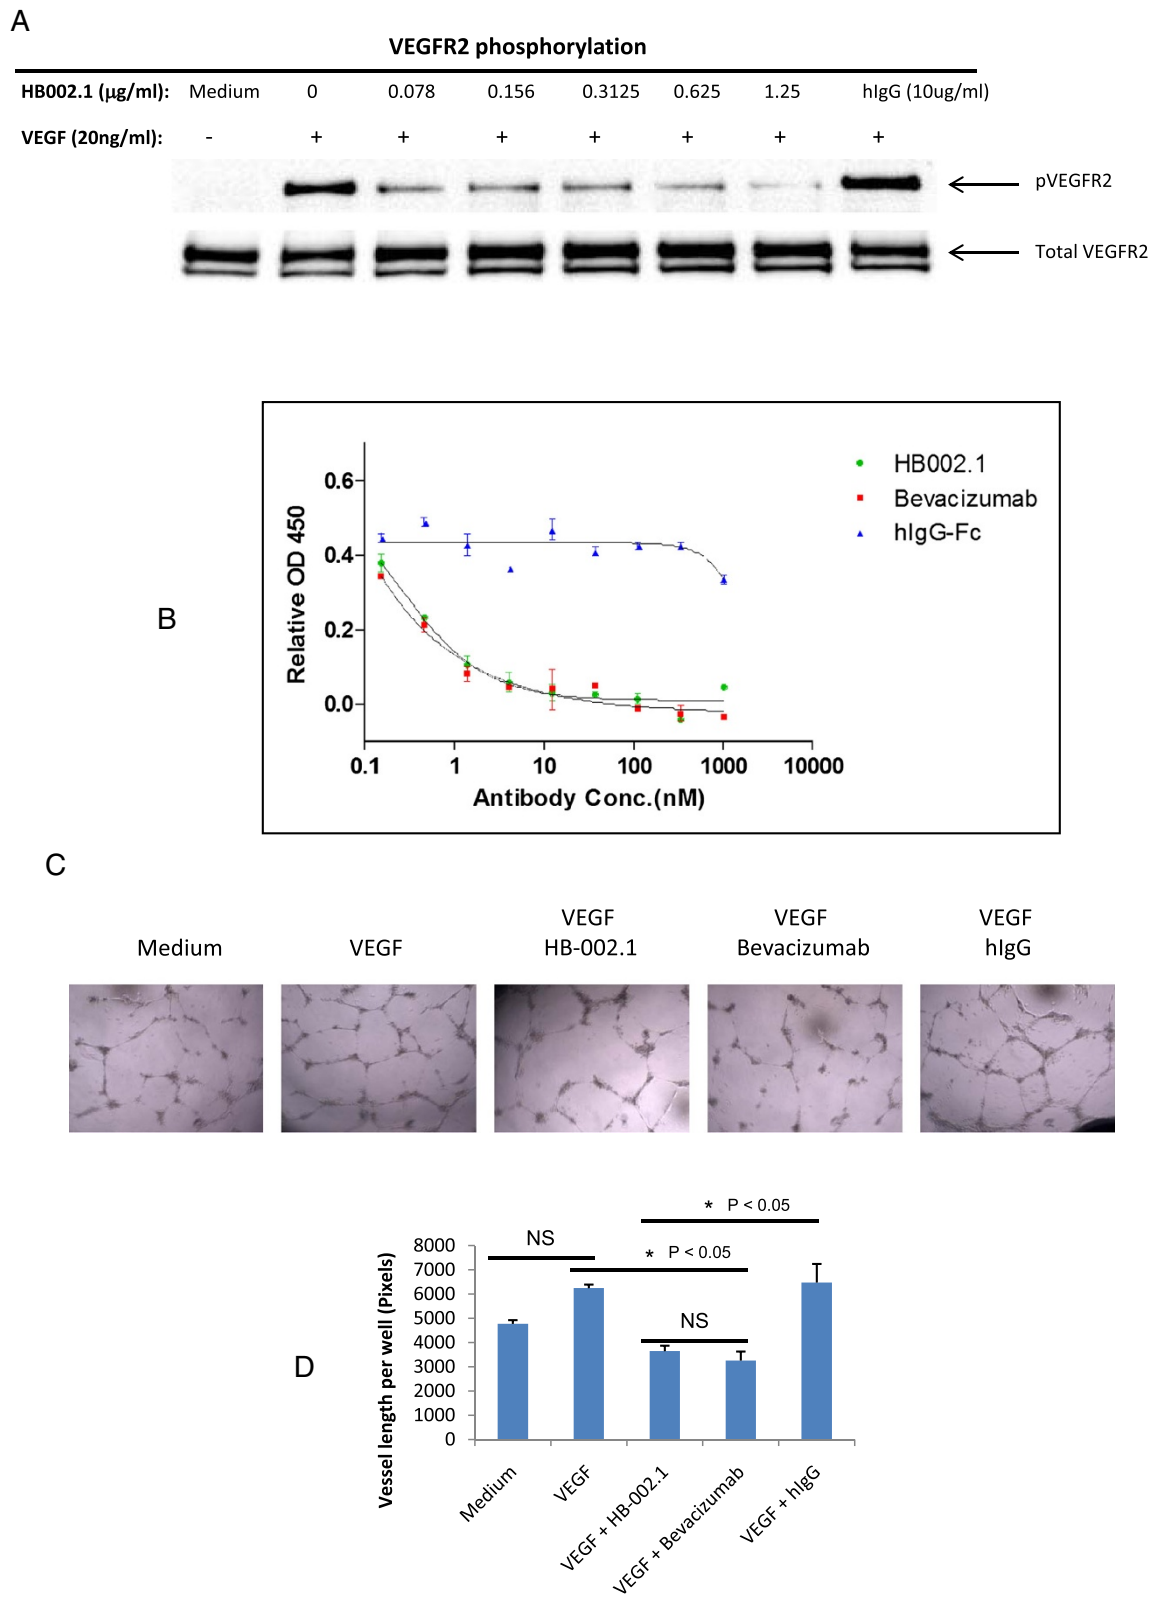 A
VEGFR2 phosphorylation
HB002.1 (µg/ml): Medium 0 0.078 0.156 0.3125 0.625 1.25 hIgG (10ug/ml)
VEGF (20ng/ml): - + + + + + + +
pVEGFR2
Total VEGFR2
B
HB002.1
Bevacizumab
hIgG-Fc
Relative OD 450
0.6
0.4
0.2
0.0
0.1 1 10 100 1000 10000
Antibody Conc.(nM)
C
Medium
VEGF
VEGF
HB-002.1
VEGF
Bevacizumab
VEGF
hIgG
D
* P < 0.05
NS
* P < 0.05
NS
Vessel length per well (Pixels)
8000
7000
6000
5000
4000
3000
2000
1000
0
Medium
VEGF
VEGF + HB-002.1
VEGF + Bevacizumab
VEGF + hIgG